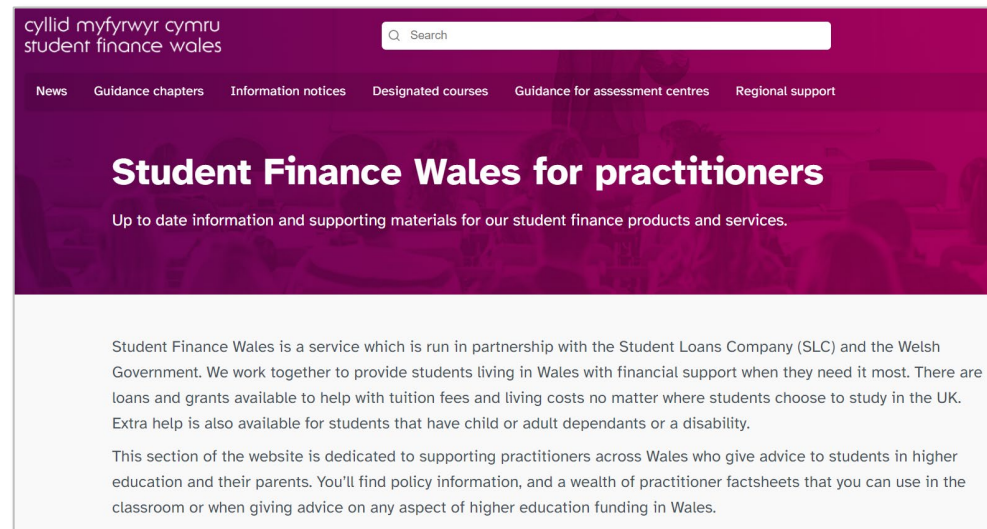 cyllid myfyrwyr cymru
student finance wales
Search
News Guidance chapters Information notices Designated courses Guidance for assessment centres Regional support
Student Finance Wales for practitioners
Up to date information and supporting materials for our student finance products and services.
Student Finance Wales is a service which is run in partnership with the Student Loans Company (SLC) and the Welsh
Government. We work together to provide students living in Wales with financial support when they need it most. There are
loans and grants available to help with tuition fees and living costs no matter where students choose to study in the UK.
Extra help is also available for students that have child or adult dependants or a disability.
This section of the website is dedicated to supporting practitioners across Wales who give advice to students in higher
education and their parents. You’ll find policy information, and a wealth of practitioner factsheets that you can use in the
classroom or when giving advice on any aspect of higher education funding in Wales.